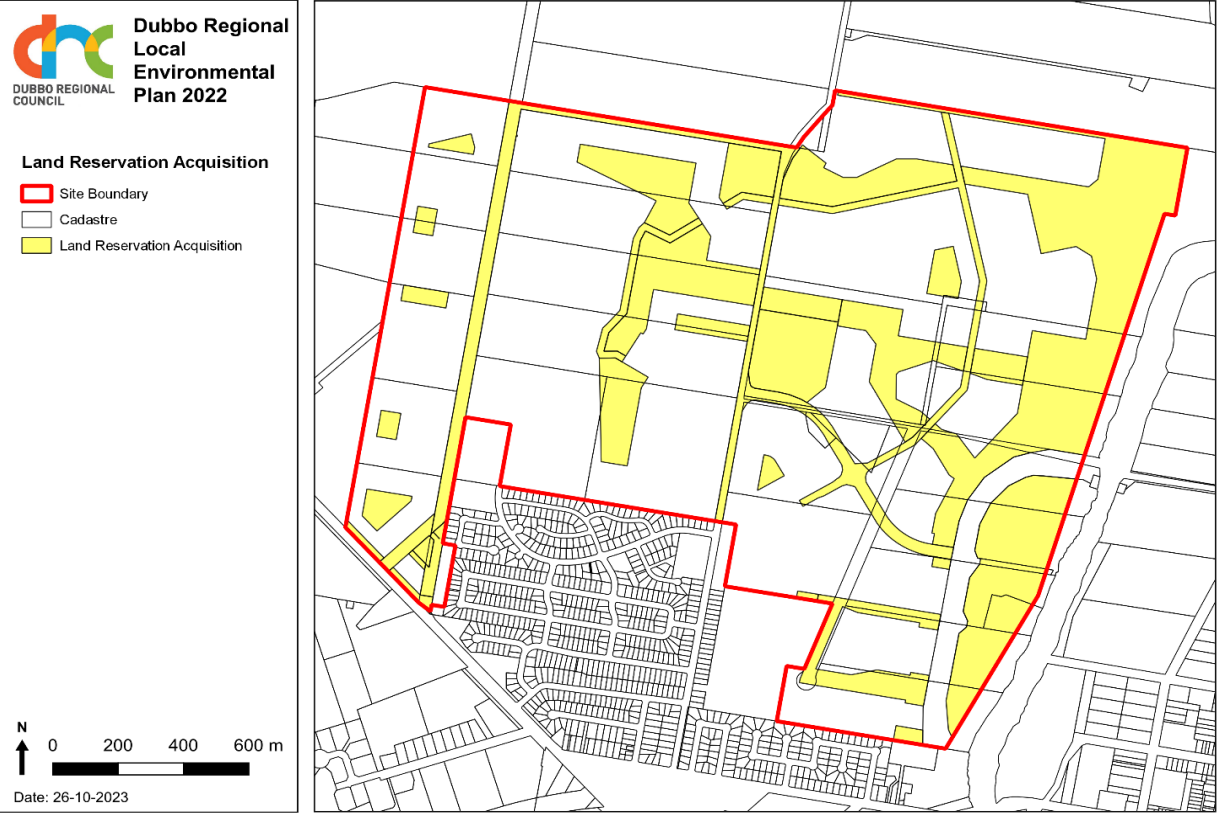 DUBBO REGIONAL
COUNCIL
Dubbo Regional
Local
Environmental
Plan 2022
Land Reservation Acquisition
Site Boundary
Cadastre
Land Reservation Acquisition
N
0 200 400 600 m
Date: 26-10-2023